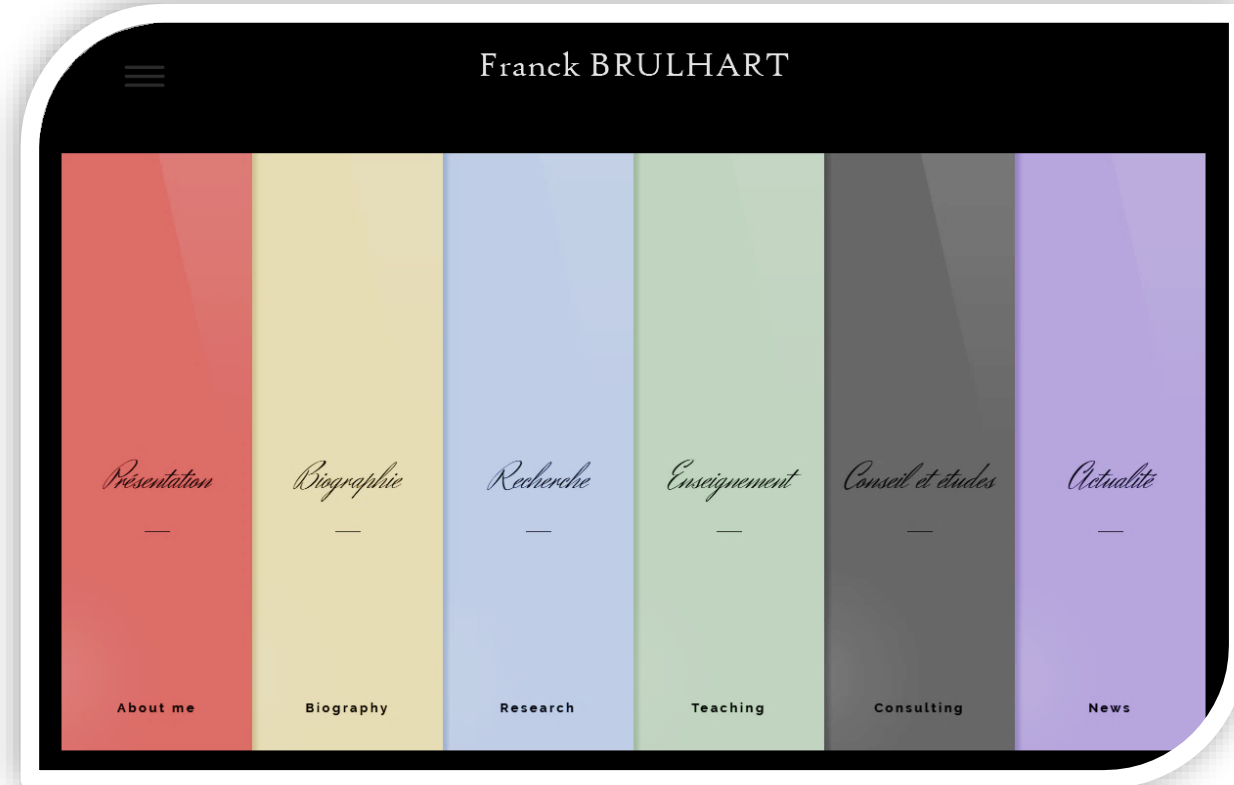 Franck BRULHART
Présentation
Biographie
Recherche
Enseignement
Conseil et études
Actualité
About me
Biography
Research
Teaching
Consulting
News